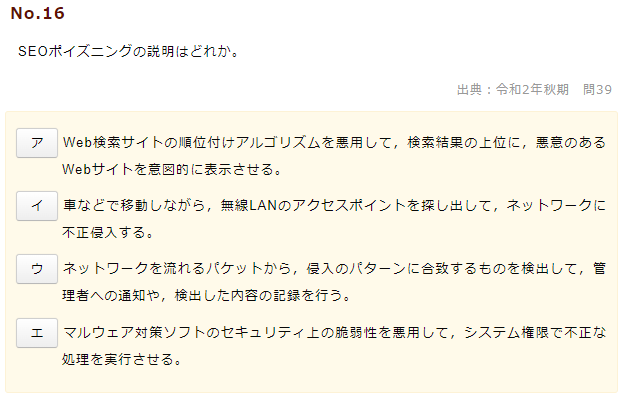 No.16
SEOポイズニングの説明はどれか。
出典：令和2年秋期　問39
ア Web検索サイトの順位付けアルゴリズムを悪用して，検索結果の上位に，悪意のある
Webサイトを意図的に表示させる。
イ 車などで移動しながら，無線LANのアクセスポイントを探し出して，ネットワークに
不正侵入する。
ウ ネットワークを流れるパケットから，侵入のパターンに合致するものを検出して，管
理者への通知や，検出した内容の記録を行う。
エ マルウェア対策ソフトのセキュリティ上の脆弱性を悪用して，システム権限で不正な
処理を実行させる。